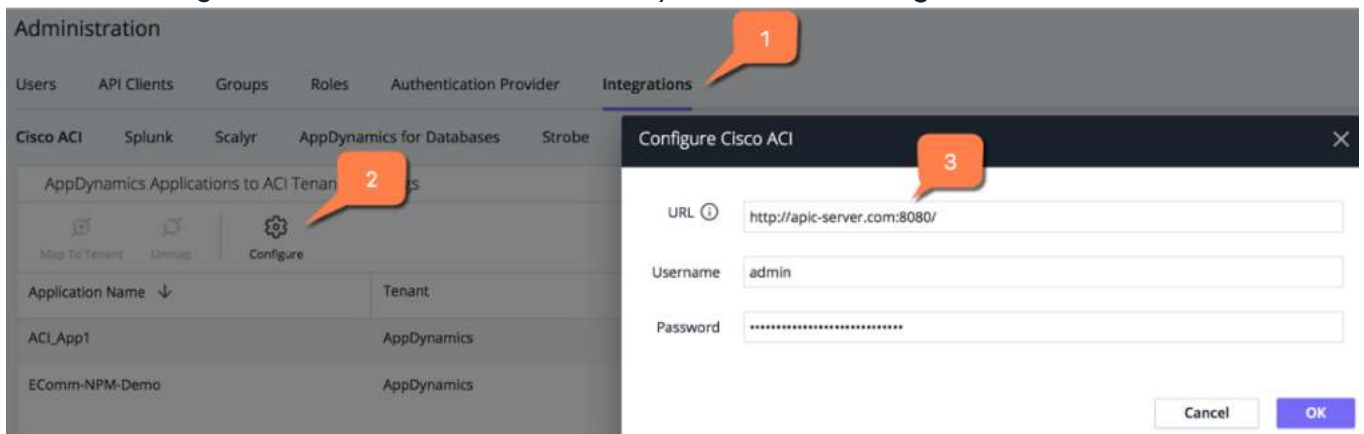 Administration
1
Users API Clients Groups Roles Authentication Provider Integrations
Cisco ACI Splunk Scalyr AppDynamics for Databases Strobe
Configure Cisco ACI
3
AppDynamics Applications to ACI Tenan
2
gs
Map To Tenant Unmap Configure
URL
http://apic-server.com:8080/
Username admin
Password
Application Name Tenant
ACI_App1 AppDynamics
EComm-NPM-Demo AppDynamics
Cancel OK